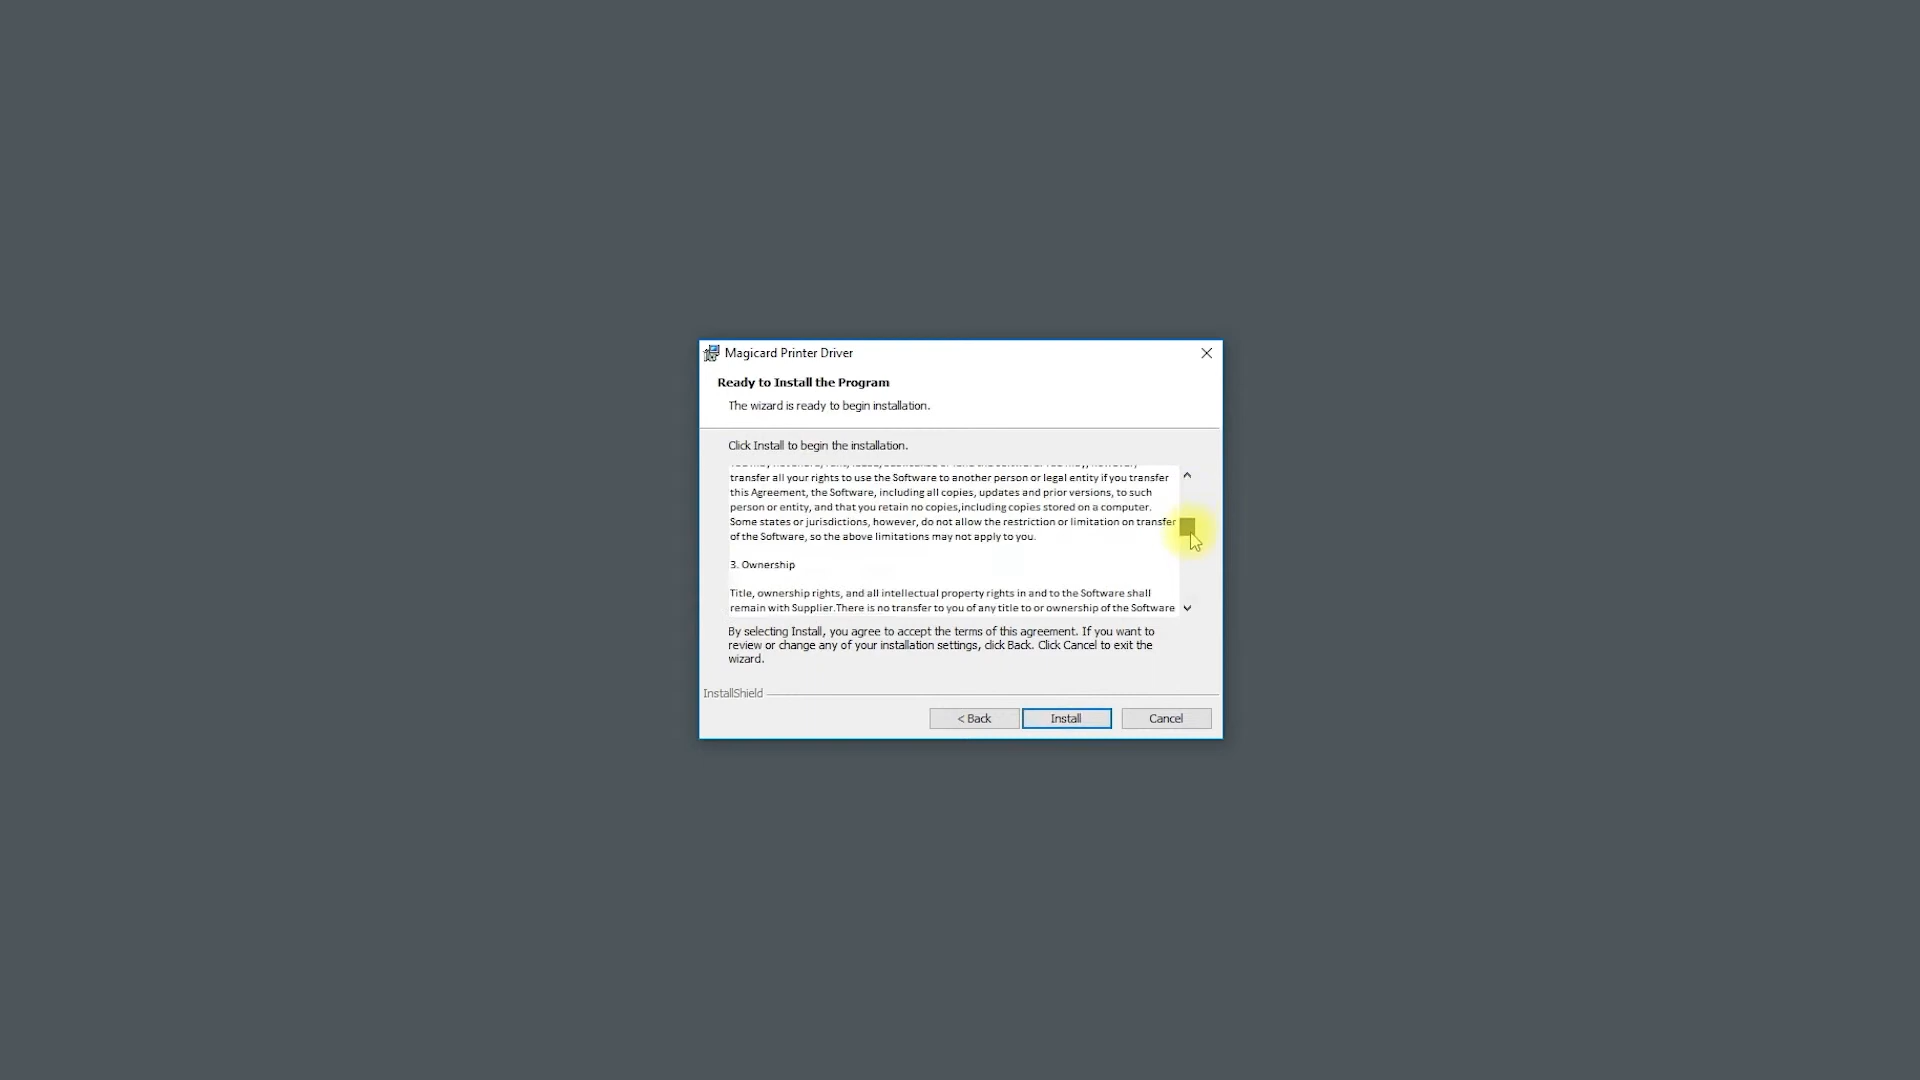 Magicard Printer Driver
Ready to Install the Program
The wizard is ready to begin installation.
Click Install to begin the installation.
transfer all your rights to use the Software to another person or legal entity if you transfer
this Agreement, the Software, including all copies, updates and prior versions, to such
person or entity, and that you retain no copies,including copies stored on a computer.
Some states or jurisdictions, however, do not allow the restriction or limitation on transfer
of the Software, so the above limitations may not apply to you.
3. Ownership
Title, ownership rights, and all intellectual property rights in and to the Software shall
remain with Supplier.There is no transfer to you of any title to or ownership of the Software
By selecting Install, you agree to accept the terms of this agreement. If you want to
review or change any of your installation settings, click Back. Click Cancel to exit the
wizard.
InstallShield
< Back
Install
Cancel